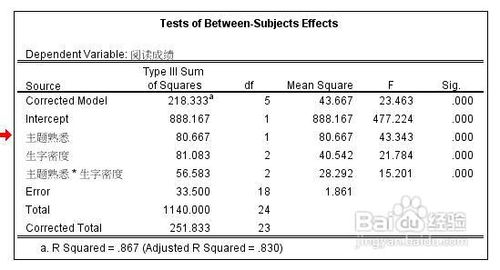 Tests of Between-Subjects Effects
Dependent Variable: 阅读成绩
Source Type III Sum of Squares df Mean Square F Sig.
Corrected Model 218.333a 5 43.667 23.463 .000
Intercept 888.167 1 888.167 477.224 .000
主题熟悉 80.667 1 80.667 43.343 .000
生字密度 81.083 2 40.542 21.784 .000
主题熟悉 * 生字密度 56.583 2 28.292 15.201 .000
Error 33.500 18 1.861
Total 1140.000 24
Corrected Total 251.833 23
a. R Squared = .867 (Adjusted R Squared = .830)
Baidu 经验
jingyan.baidu.com